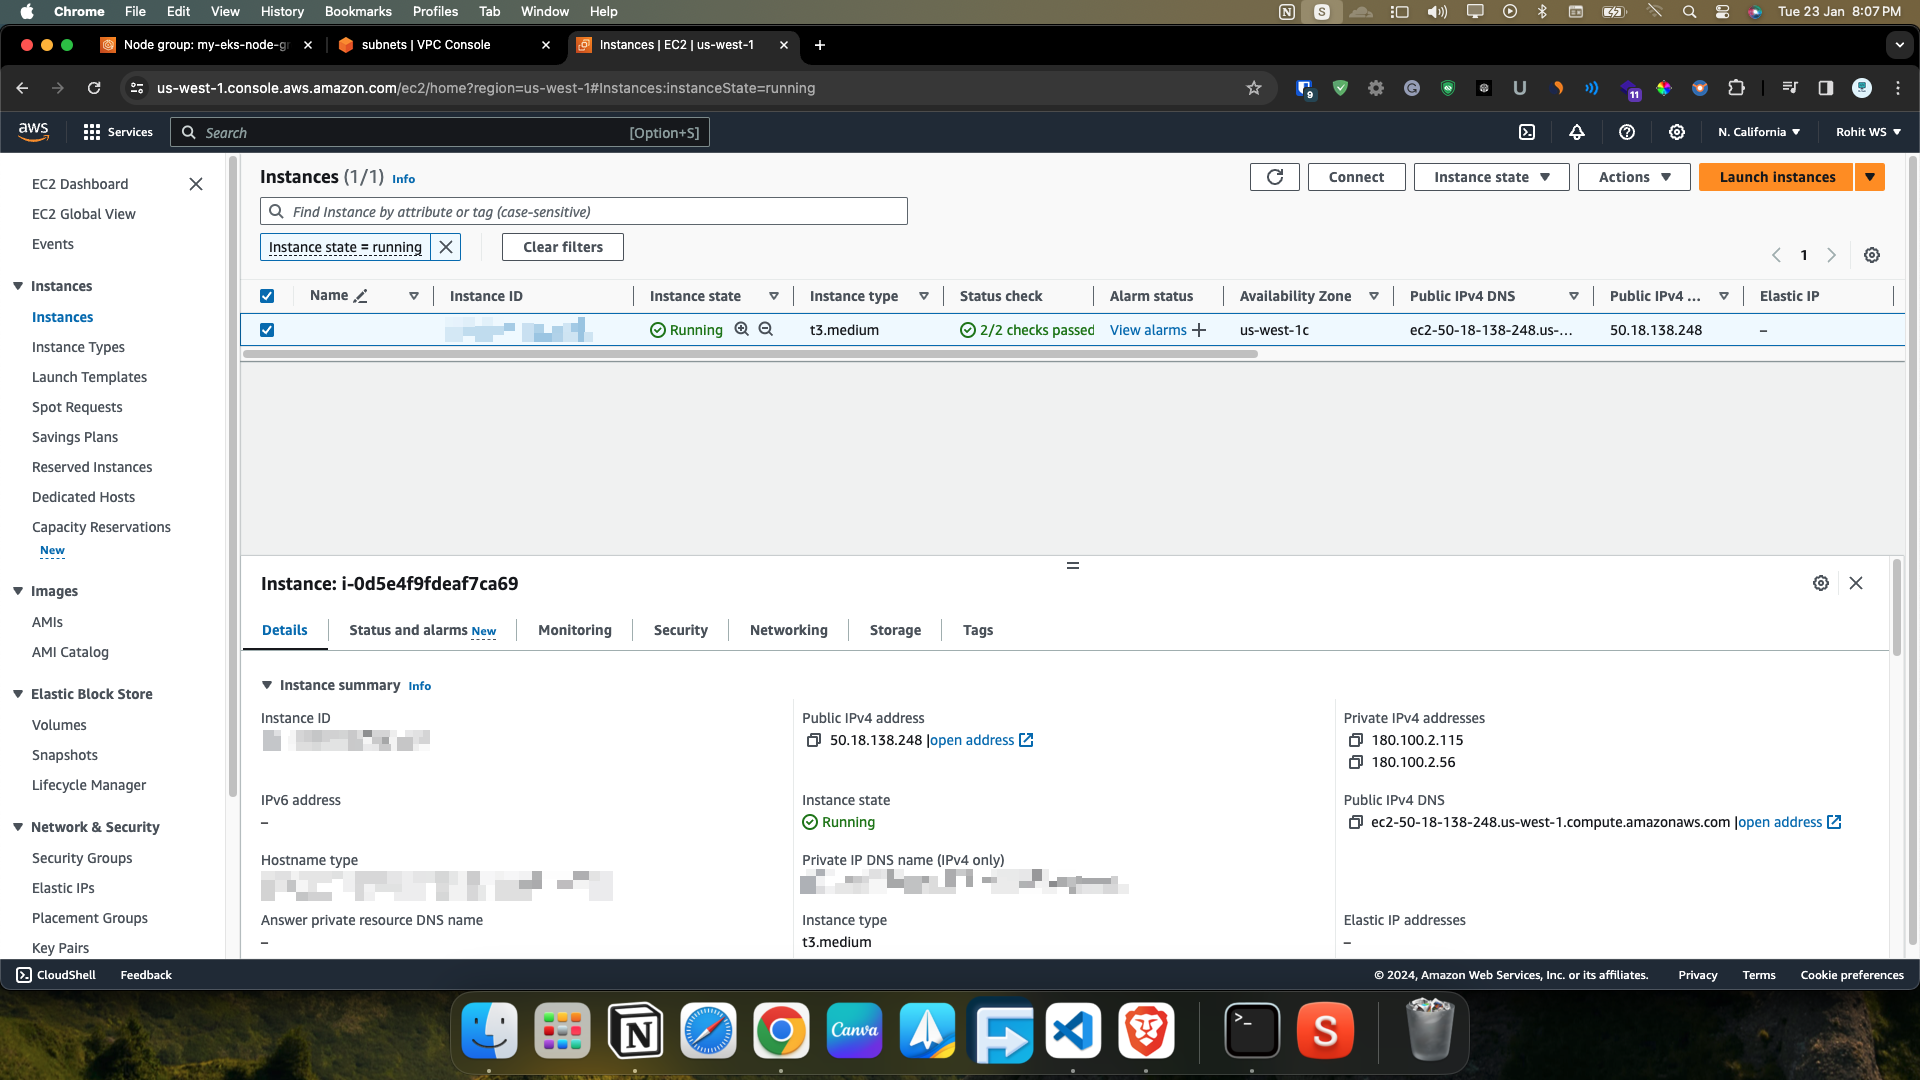 Chrome File Edit View History Bookmarks Profiles Tab Window Help
Tue 23 Jan 8:07 PM
Node group: my-eks-node-gr
subnets | VPC Console
Instances | EC2 | us-west-1
us-west-1.console.aws.amazon.com/ec2/home?region=us-west-1#Instances:instanceState=running
9
11
aws
Services
Search
[Option+S]
N. California
Rohit WS
EC2 Dashboard
EC2 Global View
Events
Instances
Instances
Instance Types
Launch Templates
Spot Requests
Savings Plans
Reserved Instances
Dedicated Hosts
Capacity Reservations
New
Images
AMIs
AMI Catalog
Elastic Block Store
Volumes
Snapshots
Lifecycle Manager
Network & Security
Security Groups
Elastic IPs
Placement Groups
Key Pairs
Instances (1/1) Info
Connect
Instance state
Actions
Launch instances
Find Instance by attribute or tag (case-sensitive)
Instance state = running
Clear filters
1
Name Instance ID Instance state Instance type Status check Alarm status Availability Zone Public IPv4 DNS Public IPv4 ... Elastic IP
Running t3.medium 2/2 checks passed View alarms us-west-1c ec2-50-18-138-248.us-... 50.18.138.248 –
Instance: i-0d5e4f9fdeaf7ca69
Details Status and alarms New Monitoring Security Networking Storage Tags
Instance summary Info
Instance ID
Public IPv4 address
50.18.138.248 |open address
Private IPv4 addresses
180.100.2.115
180.100.2.56
IPv6 address
–
Instance state
Running
Public IPv4 DNS
ec2-50-18-138-248.us-west-1.compute.amazonaws.com |open address
Hostname type
Private IP DNS name (IPv4 only)
Answer private resource DNS name
–
Instance type
t3.medium
Elastic IP addresses
–
CloudShell Feedback
© 2024, Amazon Web Services, Inc. or its affiliates. Privacy Terms Cookie preferences
Canva